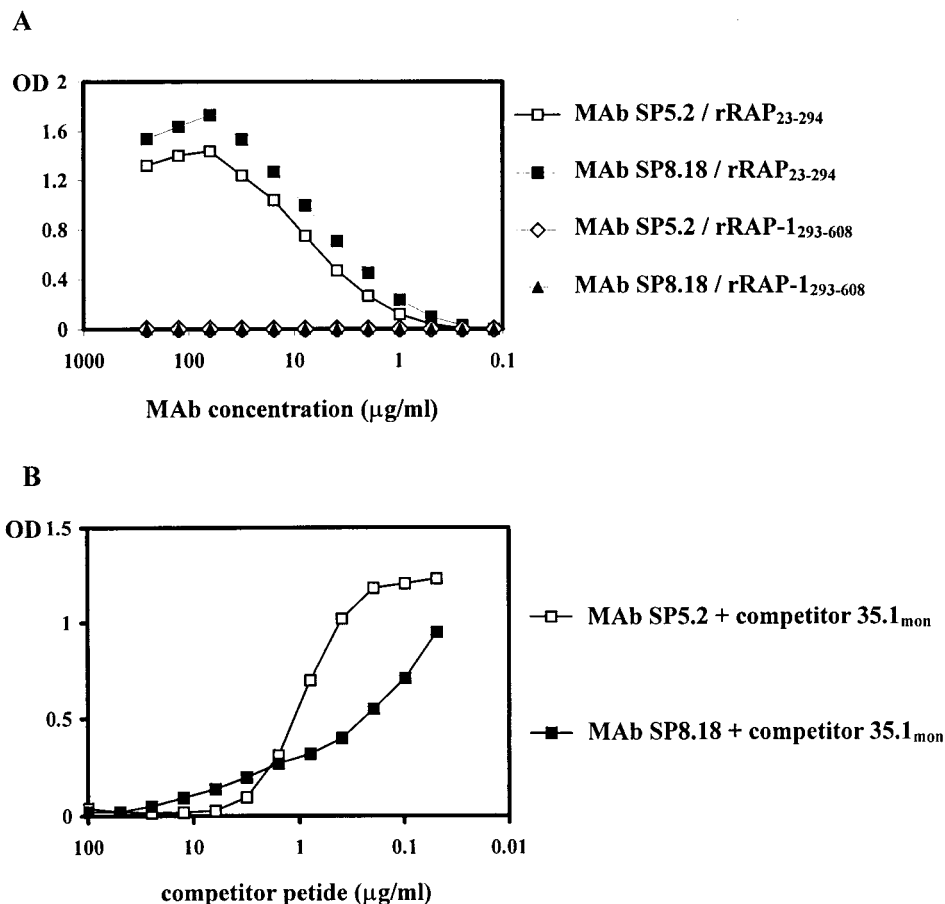 A
OD 2
1.6
1.2
0.8
0.4
0
1000 100 10 1 0.1
MAb concentration (µg/ml)
MAb SP5.2 / rRAP23-294
MAb SP8.18 / rRAP23-294
MAb SP5.2 / rRAP-1293-608
MAb SP8.18 / rRAP-1293-608
B
OD 1.5
1
0.5
0
100 10 1 0.1 0.01
competitor petide (µg/ml)
MAb SP5.2 + competitor 35.1mon
MAb SP8.18 + competitor 35.1mon